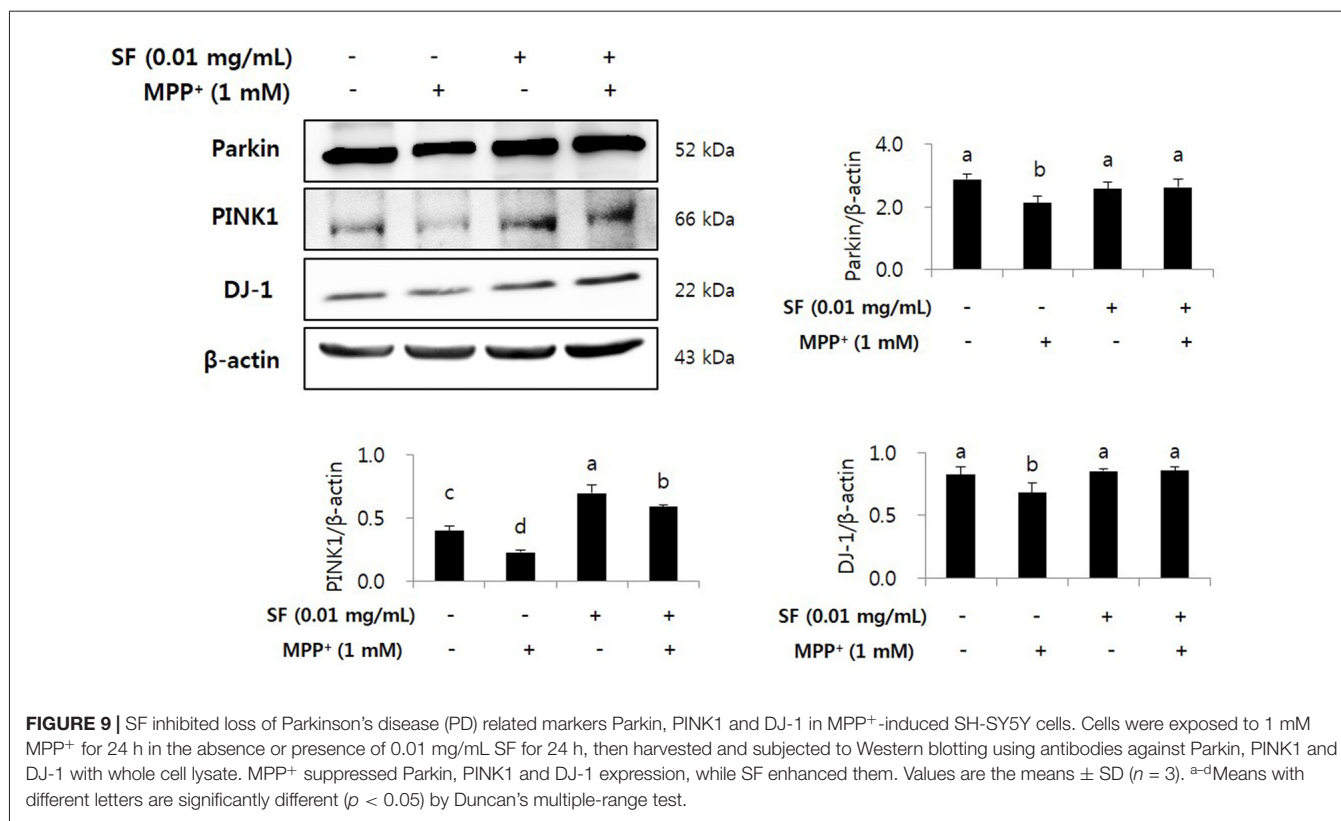 SF (0.01 mg/mL) - - + +
MPP⁺ (1 mM) - + - +
Parkin 52 kDa
PINK1 66 kDa
DJ-1 22 kDa
β-actin 43 kDa
Parkin/β-actin
4.0
2.0
0.0
a b a a
SF (0.01 mg/mL) - - + +
MPP⁺ (1 mM) - + - +
PINK1/β-actin
1.0
0.5
0.0
c d a b
SF (0.01 mg/mL) - - + +
MPP⁺ (1 mM) - + - +
DJ-1/β-actin
1.0
0.5
0.0
a b a a
SF (0.01 mg/mL) - - + +
MPP⁺ (1 mM) - + - +
FIGURE 9 | SF inhibited loss of Parkinson's disease (PD) related markers Parkin, PINK1 and DJ-1 in MPP⁺-induced SH-SY5Y cells. Cells were exposed to 1 mM
MPP⁺ for 24 h in the absence or presence of 0.01 mg/mL SF for 24 h, then harvested and subjected to Western blotting using antibodies against Parkin, PINK1 and
DJ-1 with whole cell lysate. MPP⁺ suppressed Parkin, PINK1 and DJ-1 expression, while SF enhanced them. Values are the means ± SD (n = 3). ᵃ⁻ᵈMeans with
different letters are significantly different (p < 0.05) by Duncan's multiple-range test.